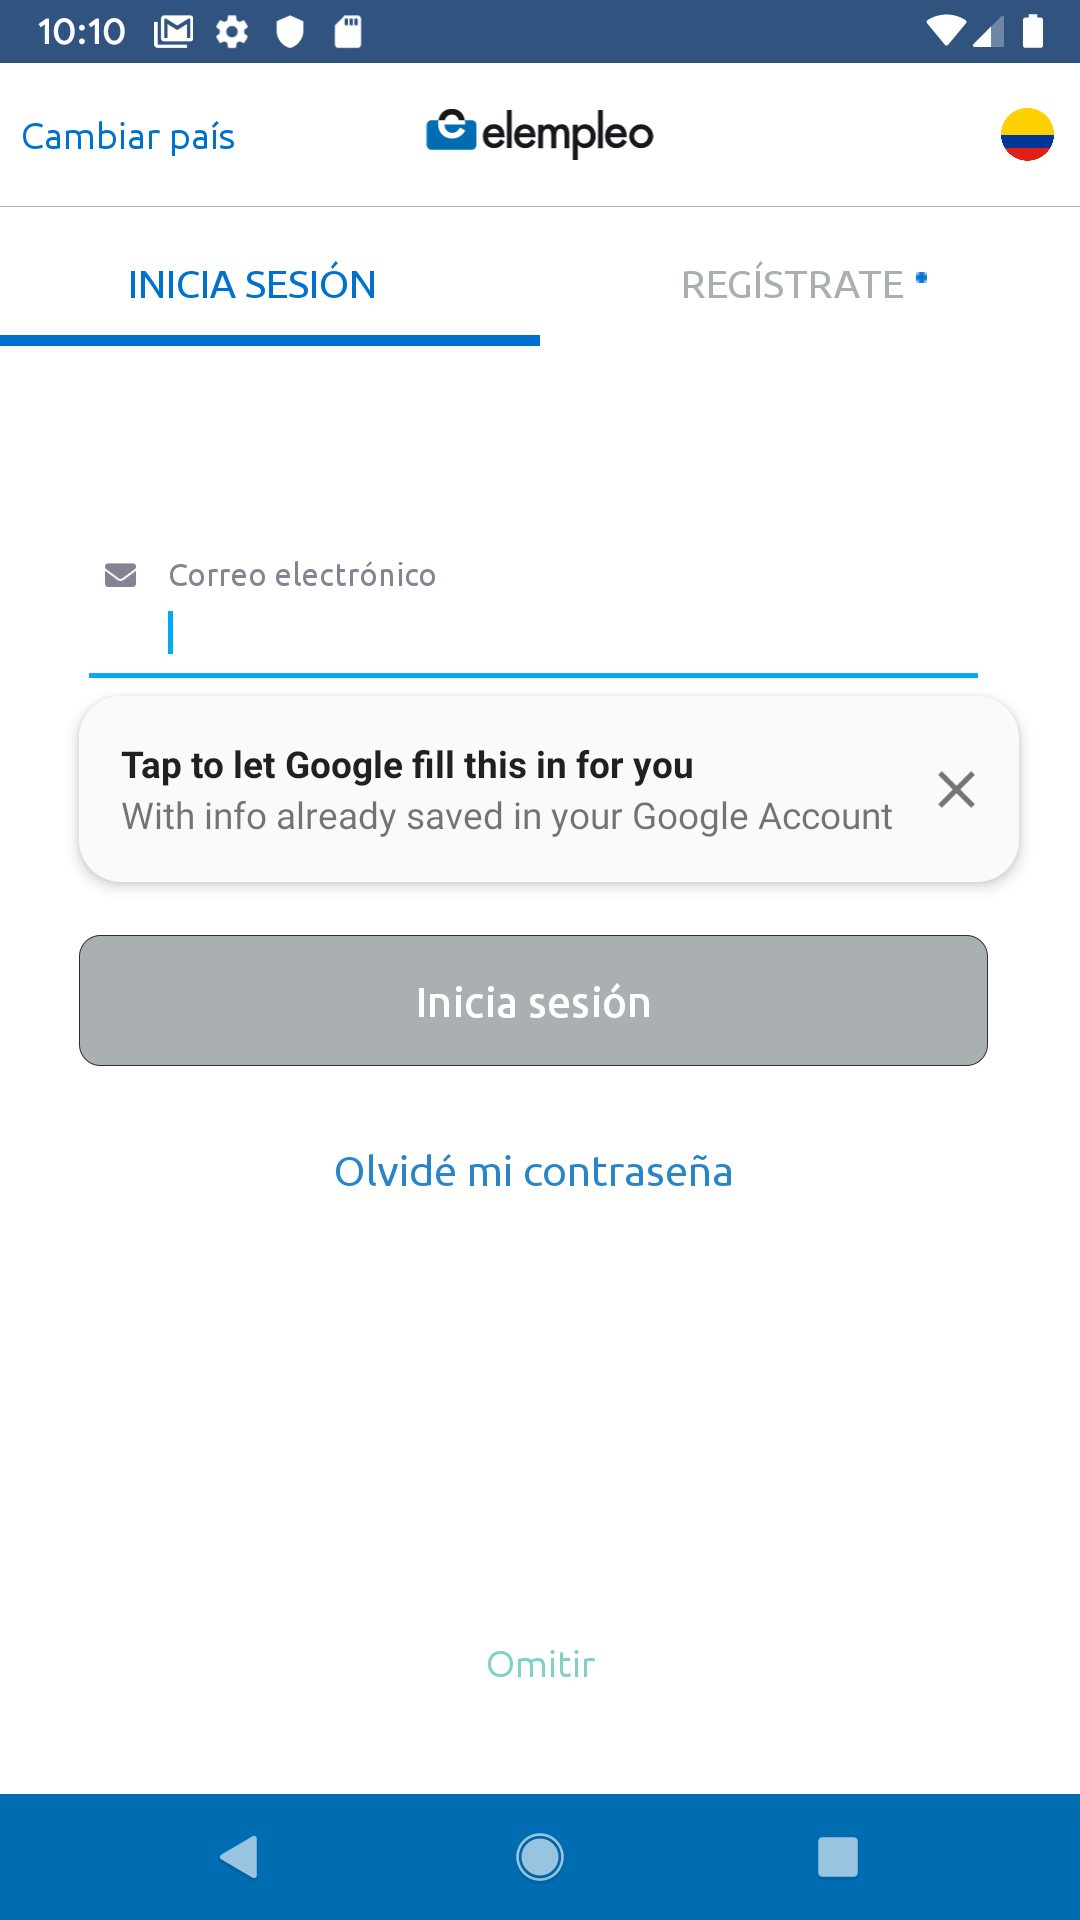 10:10
Cambiar país
elempleo
INICIA SESIÓN
REGÍSTRATE
Correo electrónico
Tap to let Google fill this in for you
With info already saved in your Google Account
Inicia sesión
Olvidé mi contraseña
Omitir